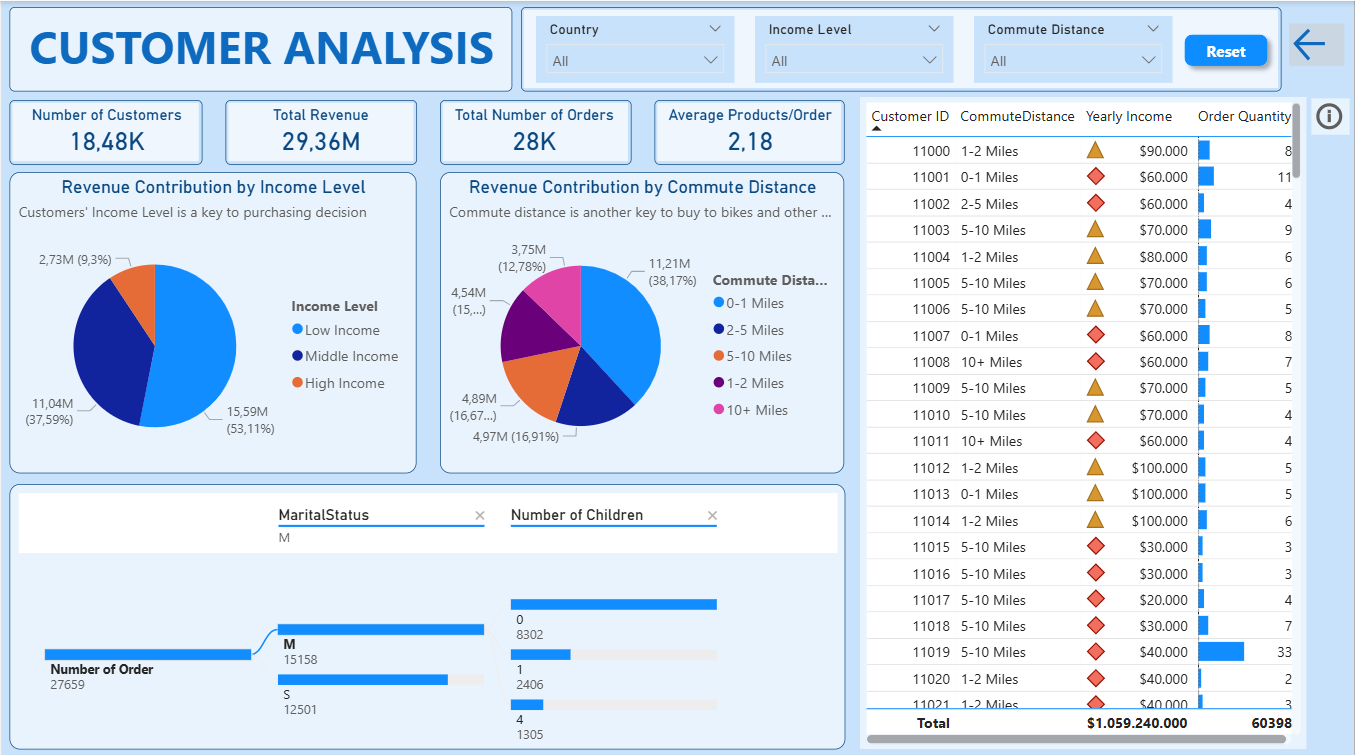 CUSTOMER ANALYSIS
Country
All
Income Level
All
Commute Distance
All
Reset
Number of Customers
18,48K
Total Revenue
29,36M
Total Number of Orders
28K
Average Products/Order
2,18
Revenue Contribution by Income Level
Customers' Income Level is a key to purchasing decision
2,73M (9,3%)
11,04M
(37,59%)
15,59M
(53,11%)
Income Level
Low Income
Middle Income
High Income
Revenue Contribution by Commute Distance
Commute distance is another key to buy to bikes and other ...
3,75M
(12,78%)
11,21M
(38,17%)
4,54M
(15,...)
4,89M
(16,67...)
4,97M (16,91%)
Commute Dista...
0-1 Miles
2-5 Miles
5-10 Miles
1-2 Miles
10+ Miles
MaritalStatus
M
Number of Children
Number of Order
27659
M
15158
S
12501
0
8302
1
2406
4
1305
Customer ID CommuteDistance Yearly Income Order Quantity
11000 1-2 Miles $90.000 8
11001 0-1 Miles $60.000 11
11002 2-5 Miles $60.000 4
11003 5-10 Miles $70.000 9
11004 1-2 Miles $80.000 6
11005 5-10 Miles $70.000 6
11006 5-10 Miles $70.000 5
11007 0-1 Miles $60.000 8
11008 10+ Miles $60.000 7
11009 5-10 Miles $70.000 5
11010 5-10 Miles $70.000 4
11011 10+ Miles $60.000 4
11012 1-2 Miles $100.000 5
11013 0-1 Miles $100.000 5
11014 1-2 Miles $100.000 6
11015 5-10 Miles $30.000 3
11016 5-10 Miles $30.000 3
11017 5-10 Miles $20.000 4
11018 5-10 Miles $30.000 7
11019 5-10 Miles $40.000 33
11020 1-2 Miles $40.000 2
11021 1-2 Miles $40.000 3
Total $1.059.240.000 60398